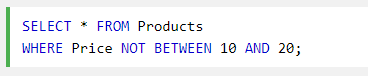 SELECT * FROM Products
WHERE Price NOT BETWEEN 10 AND 20;